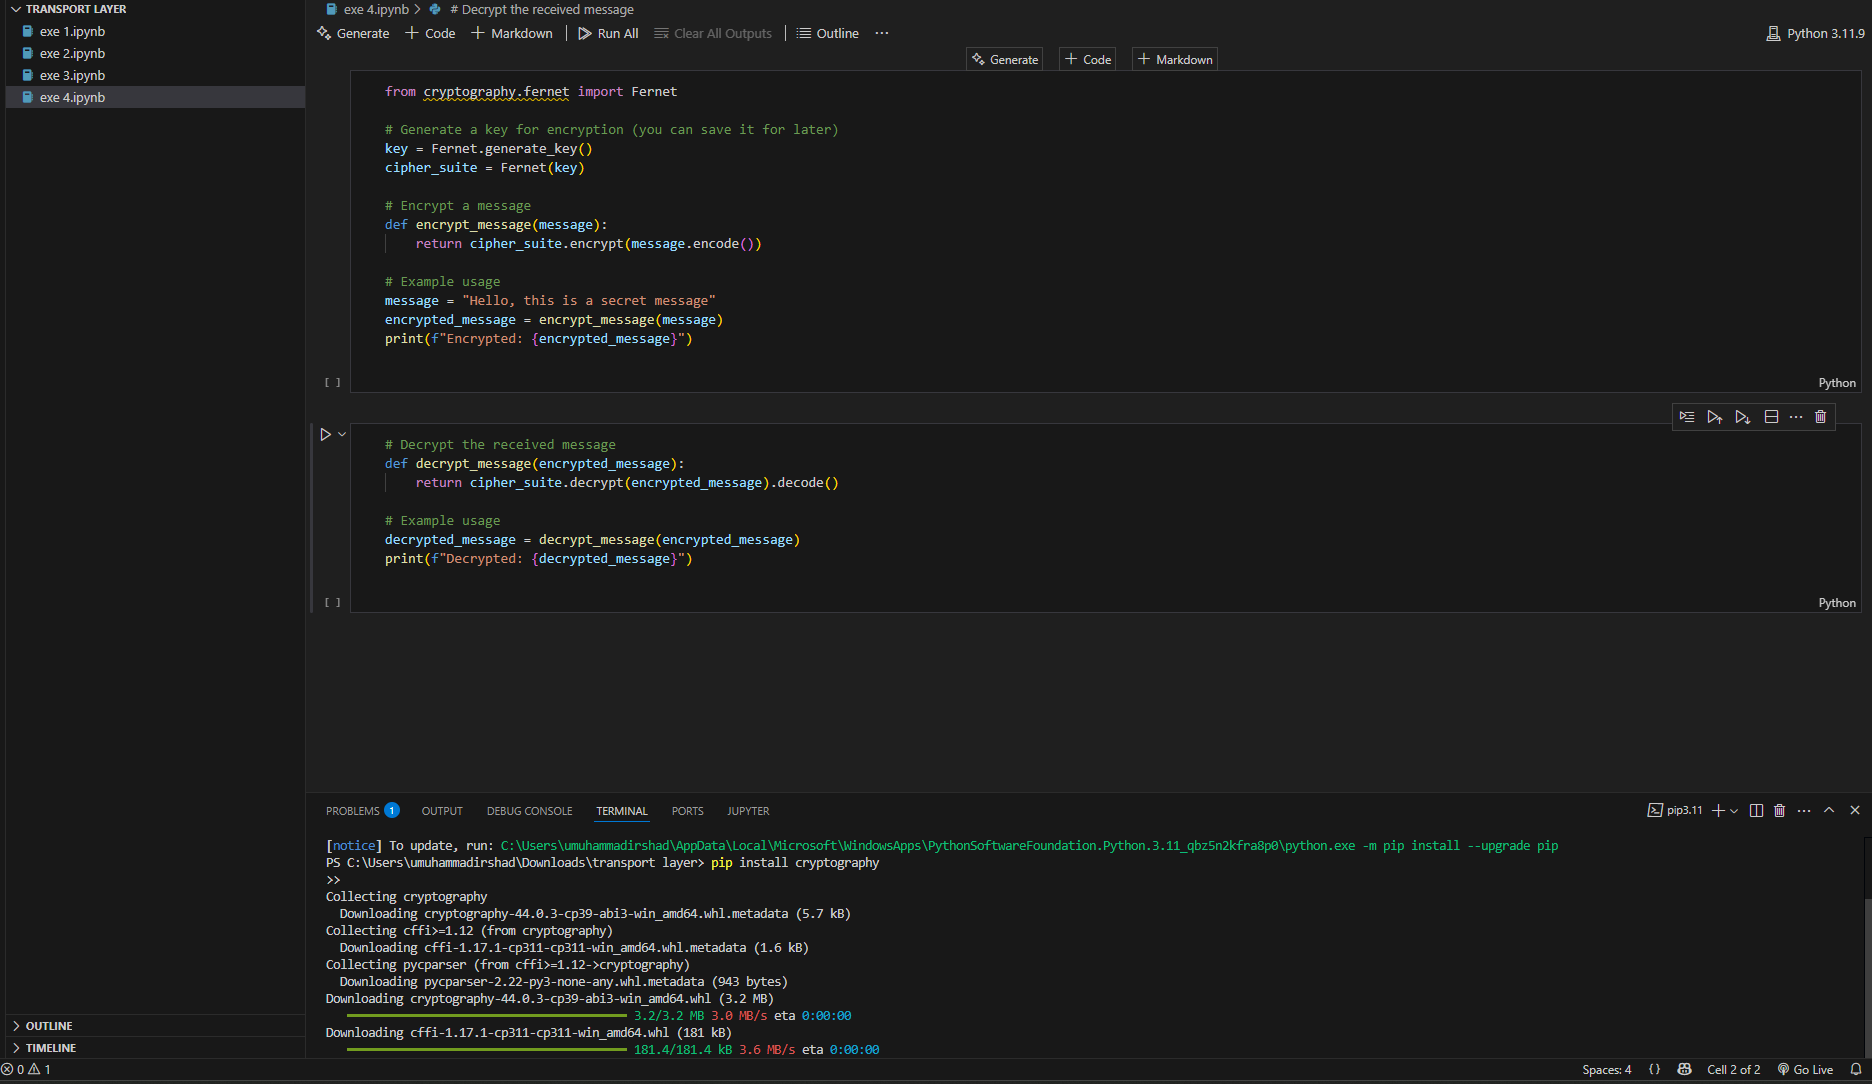 TRANSPORT LAYER
exe 1.ipynb
exe 2.ipynb
exe 3.ipynb
exe 4.ipynb
OUTLINE
TIMELINE
exe 4.ipynb > # Decrypt the received message
Generate + Code + Markdown | Run All Clear All Outputs | Outline ...
Python 3.11.9
Generate + Code + Markdown
from cryptography.fernet import Fernet
# Generate a key for encryption (you can save it for later)
key = Fernet.generate_key()
cipher_suite = Fernet(key)
# Encrypt a message
def encrypt_message(message):
    return cipher_suite.encrypt(message.encode())
# Example usage
message = "Hello, this is a secret message"
encrypted_message = encrypt_message(message)
print(f"Encrypted: {encrypted_message}")
[ ]
Python
# Decrypt the received message
def decrypt_message(encrypted_message):
    return cipher_suite.decrypt(encrypted_message).decode()
# Example usage
decrypted_message = decrypt_message(encrypted_message)
print(f"Decrypted: {decrypted_message}")
[ ]
Python
PROBLEMS 1 OUTPUT DEBUG CONSOLE TERMINAL PORTS JUPYTER
pip3.11
[notice] To update, run: C:\Users\umuhammadirshad\AppData\Local\Microsoft\WindowsApps\PythonSoftwareFoundation.Python.3.11_qbz5n2kfra8p0\python.exe -m pip install --upgrade pip
PS C:\Users\umuhammadirshad\Downloads\transport layer> pip install cryptography
>>
Collecting cryptography
  Downloading cryptography-44.0.3-cp39-abi3-win_amd64.whl.metadata (5.7 kB)
Collecting cffi>=1.12 (from cryptography)
  Downloading cffi-1.17.1-cp311-cp311-win_amd64.whl.metadata (1.6 kB)
Collecting pycparser (from cffi>=1.12->cryptography)
  Downloading pycparser-2.22-py3-none-any.whl.metadata (943 bytes)
Downloading cryptography-44.0.3-cp39-abi3-win_amd64.whl (3.2 MB)
3.2/3.2 MB 3.0 MB/s eta 0:00:00
Downloading cffi-1.17.1-cp311-cp311-win_amd64.whl (181 kB)
181.4/181.4 kB 3.6 MB/s eta 0:00:00
0 1
Spaces: 4 {} Cell 2 of 2 Go Live